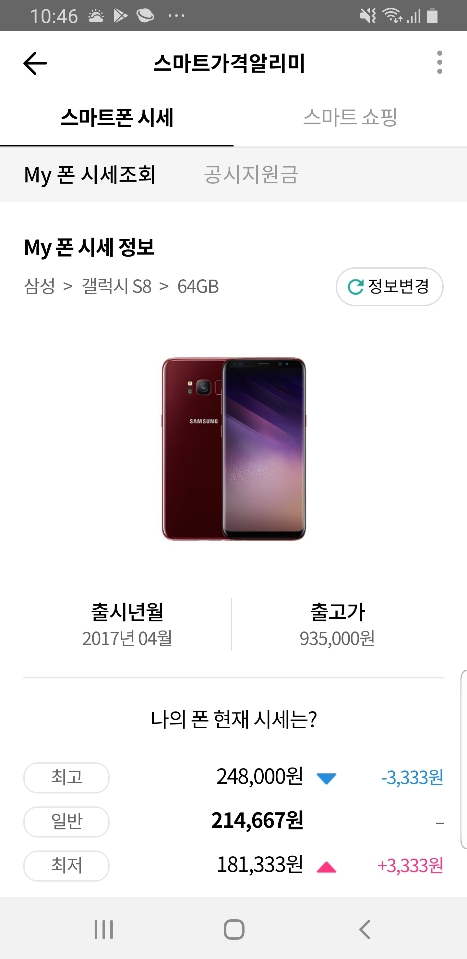 10:46
스마트가격알리미
스마트폰 시세 스마트 쇼핑
My 폰 시세조회 공시지원금
My 폰 시세 정보
삼성 > 갤럭시 S8 > 64GB 정보변경
SAMSUNG
출시년월 출고가
2017년 04월 935,000원
나의 폰 현재 시세는?
최고 248,000원 -3,333원
일반 214,667원 –
최저 181,333원 +3,333원